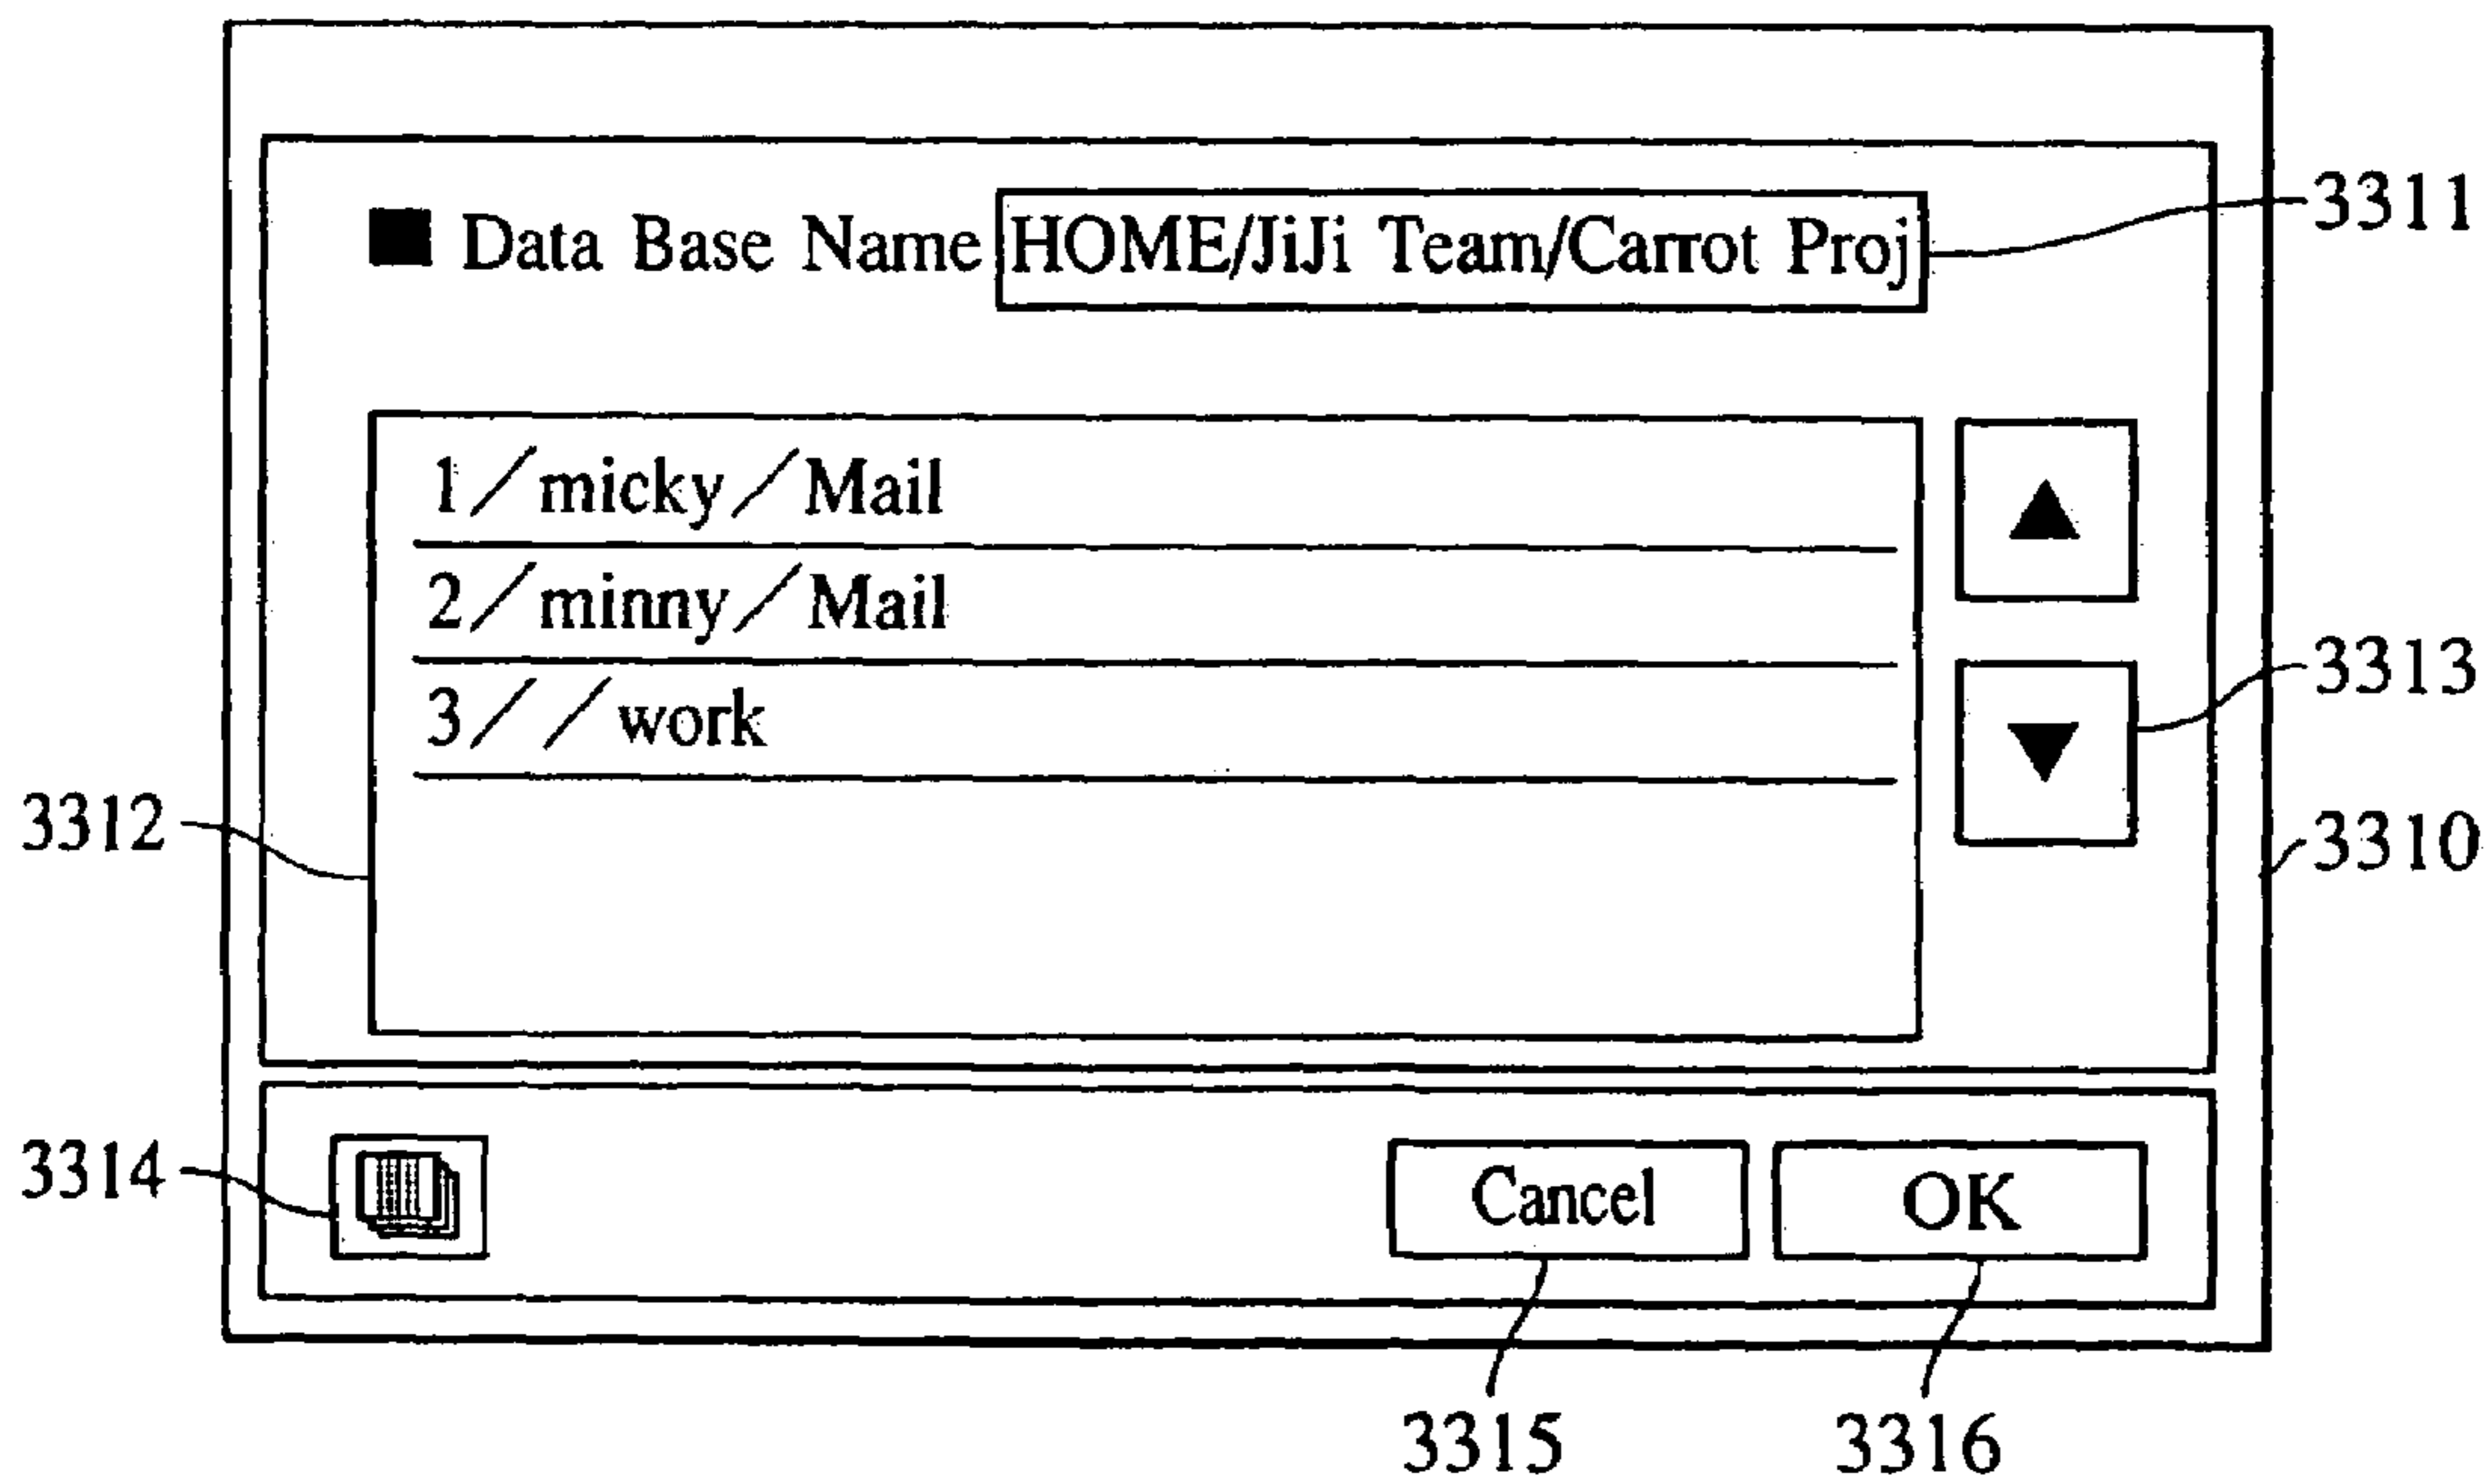 ■ Data Base Name HOME/JiJi Team/Carrot Proj
3311
1/micky/Mail
2/minny/Mail
3313
3//work
3312
3310
3314
Cancel
OK
3315
3316